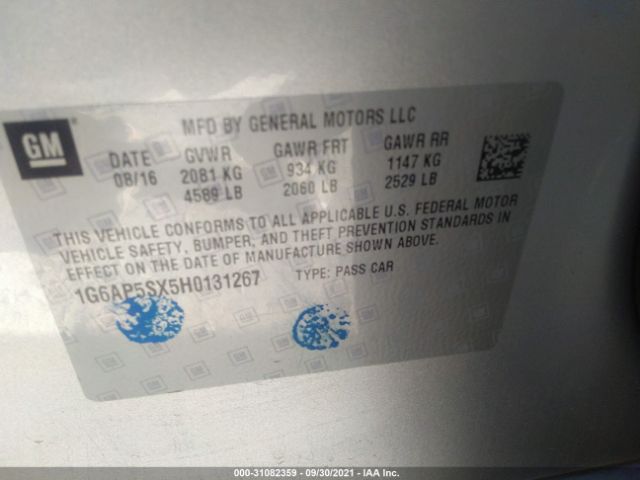 GM
MFD BY GENERAL MOTORS LLC
DATE GVWR GAWR FRT GAWR RR
08/16 2081 KG 934 KG 1147 KG
4589 LB 2060 LB 2529 LB
THIS VEHICLE CONFORMS TO ALL APPLICABLE U.S. FEDERAL MOTOR
VEHICLE SAFETY, BUMPER, AND THEFT PREVENTION STANDARDS IN
EFFECT ON THE DATE OF MANUFACTURE SHOWN ABOVE.
1G6AP5SX5H0131267 TYPE: PASS CAR
000-31082359 - 09/30/2021 - IAA Inc.